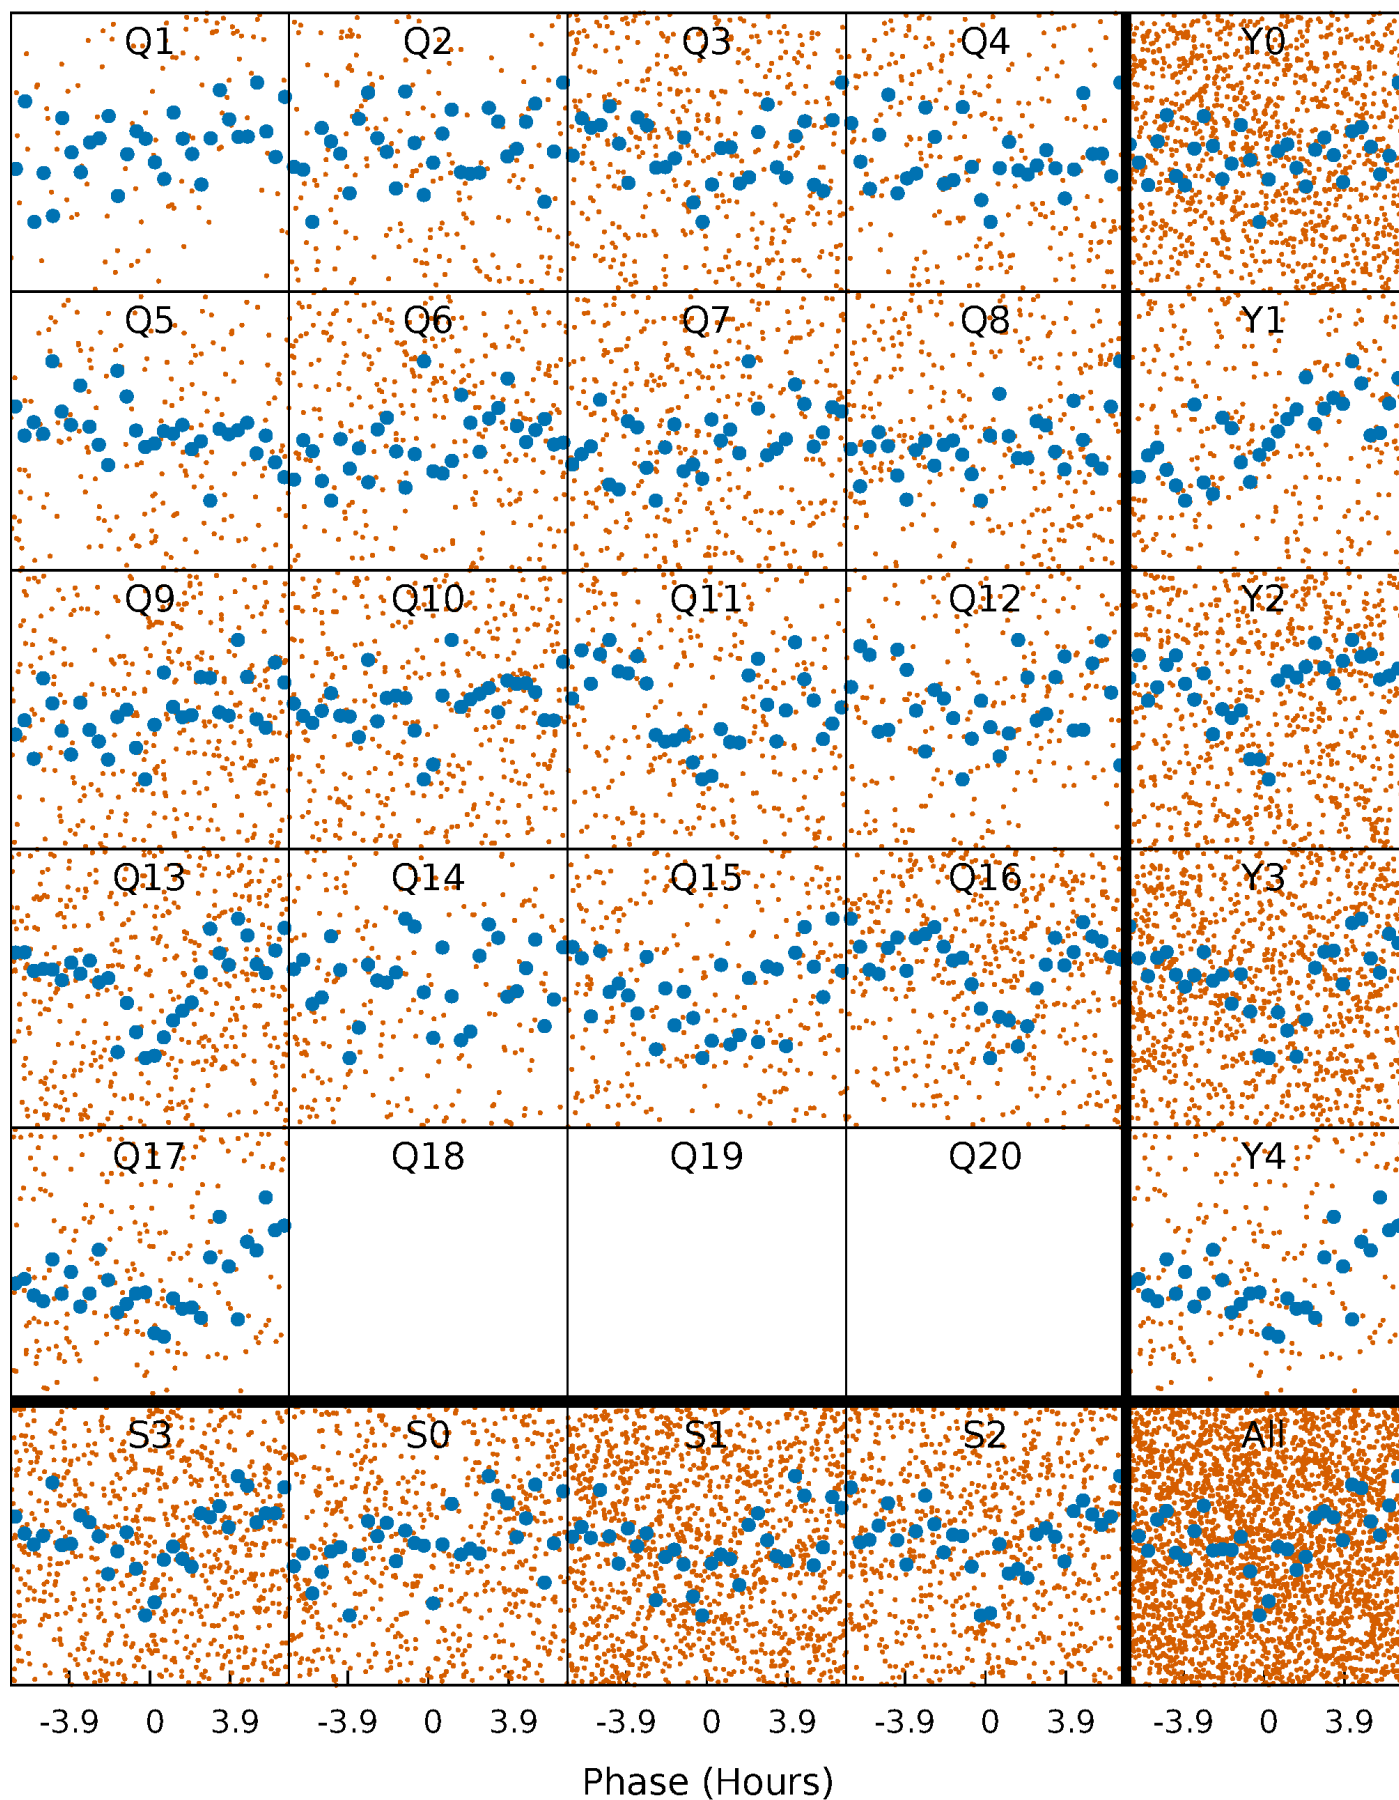 Q1 Q2 Q3 Q4 Y0
Q5 Q6 Q7 Q8 Y1
Q9 Q10 Q11 Q12 Y2
Q13 Q14 Q15 Q16 Y3
Q17 Q18 Q19 Q20 Y4
S3 S0 S1 S2 All
-3.9 0 3.9 -3.9 0 3.9 -3.9 0 3.9 -3.9 0 3.9 -3.9 0 3.9
Phase (Hours)